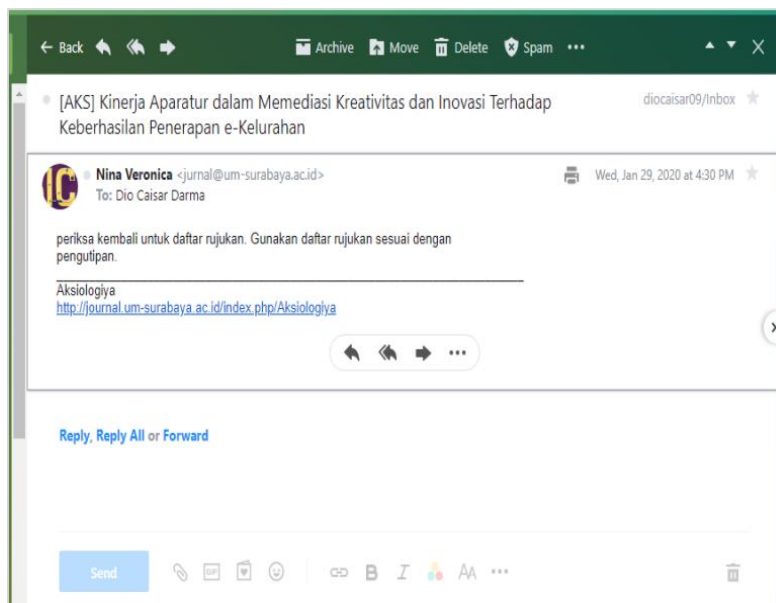 ← Back Archive Move Delete Spam
[AKS] Kinerja Aparatur dalam Memediasi Kreativitas dan Inovasi Terhadap
Keberhasilan Penerapan e-Kelurahan
diocaisar09/Inbox
Nina Veronica <jurnal@um-surabaya.ac.id>
Wed, Jan 29, 2020 at 4:30 PM
To: Dio Caisar Darma
periksa kembali untuk daftar rujukan. Gunakan daftar rujukan sesuai dengan
pengutipan.
Aksiologiya
http://journal.um-surabaya.ac.id/index.php/Aksiologiya
Reply, Reply All or Forward
Send GIF B I AA